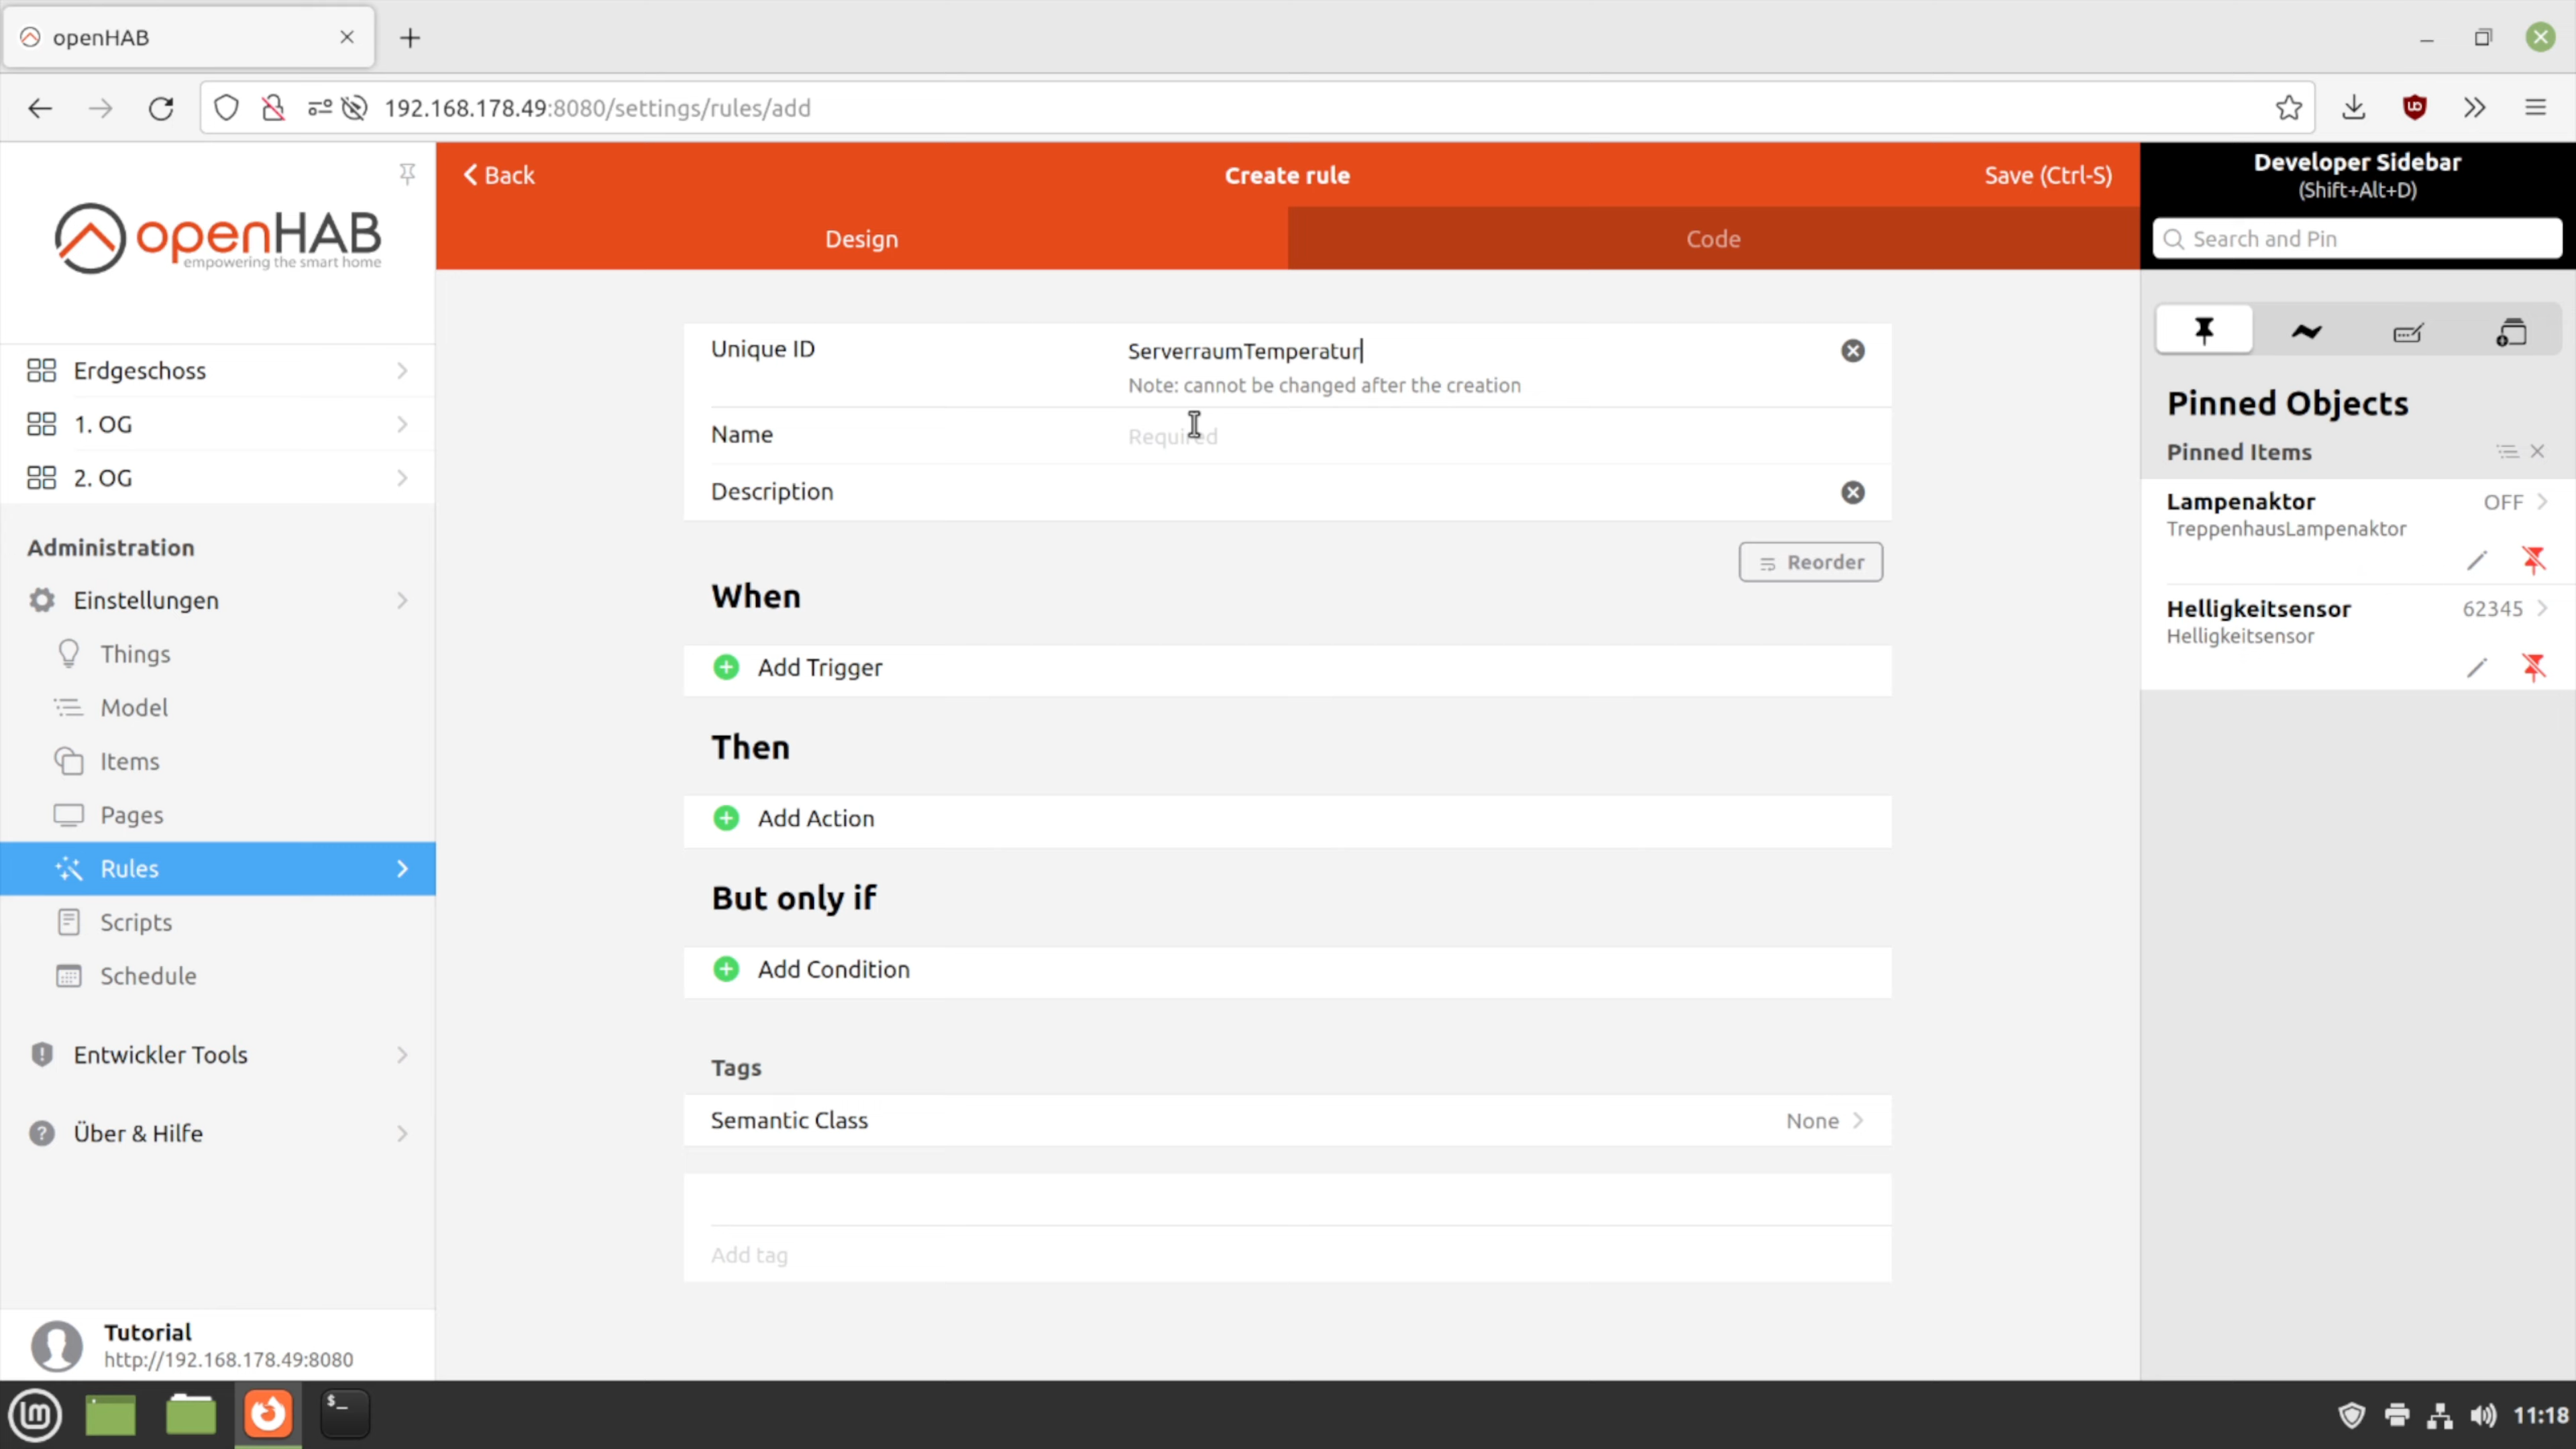 openHAB
192.168.178.49:8080/settings/rules/add
openHAB
empowering the smart home
Erdgeschoss
1. OG
2. OG
Administration
Einstellungen
Things
Model
Items
Pages
Rules
Scripts
Schedule
Entwickler Tools
Über & Hilfe
Tutorial
http://192.168.178.49:8080
Back
Create rule
Save (Ctrl-S)
Design
Code
Unique ID
ServerraumTemperatur
Note: cannot be changed after the creation
Name
Required
Description
Reorder
When
Add Trigger
Then
Add Action
But only if
Add Condition
Tags
Semantic Class
None
Add tag
Developer Sidebar
(Shift+Alt+D)
Search and Pin
Pinned Objects
Pinned Items
Lampenaktor
OFF
TreppenhausLampenaktor
Helligkeitsensor
62345
Helligkeitsensor
11:18